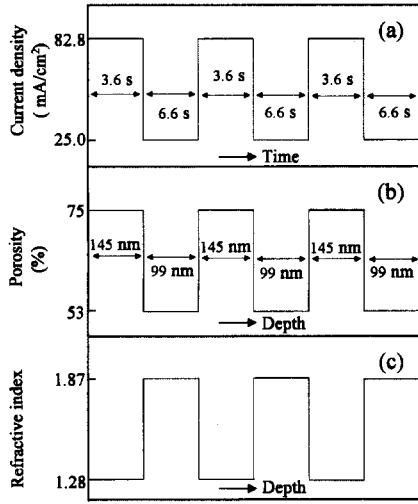 (a)
Current density
( mA/cm²)
82.8
25.0
3.6 s
3.6 s
3.6 s
6.6 s
6.6 s
6.6 s
Time
(b)
Porosity
(%)
75
53
145 nm
145 nm
145 nm
99 nm
99 nm
99 nm
Depth
(c)
Refractive index
1.87
1.28
Depth